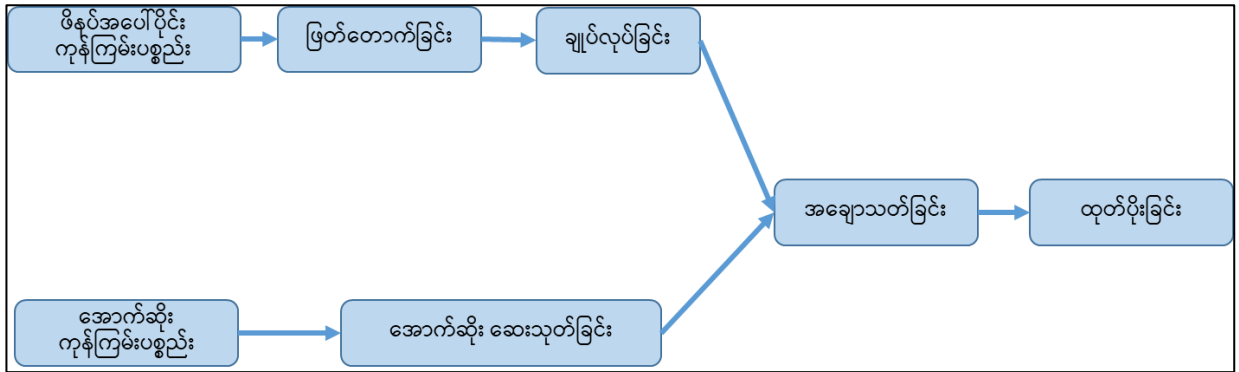 ဖိနပ်အပေါ်ပိုင်း
ကုန်ကြမ်းပစ္စည်း
ဖြတ်တောက်ခြင်း
ချုပ်လုပ်ခြင်း
အချောသတ်ခြင်း
ထုတ်ပိုးခြင်း
အောက်ဆိုး
ကုန်ကြမ်းပစ္စည်း
အောက်ဆိုး ဆေးသုတ်ခြင်း